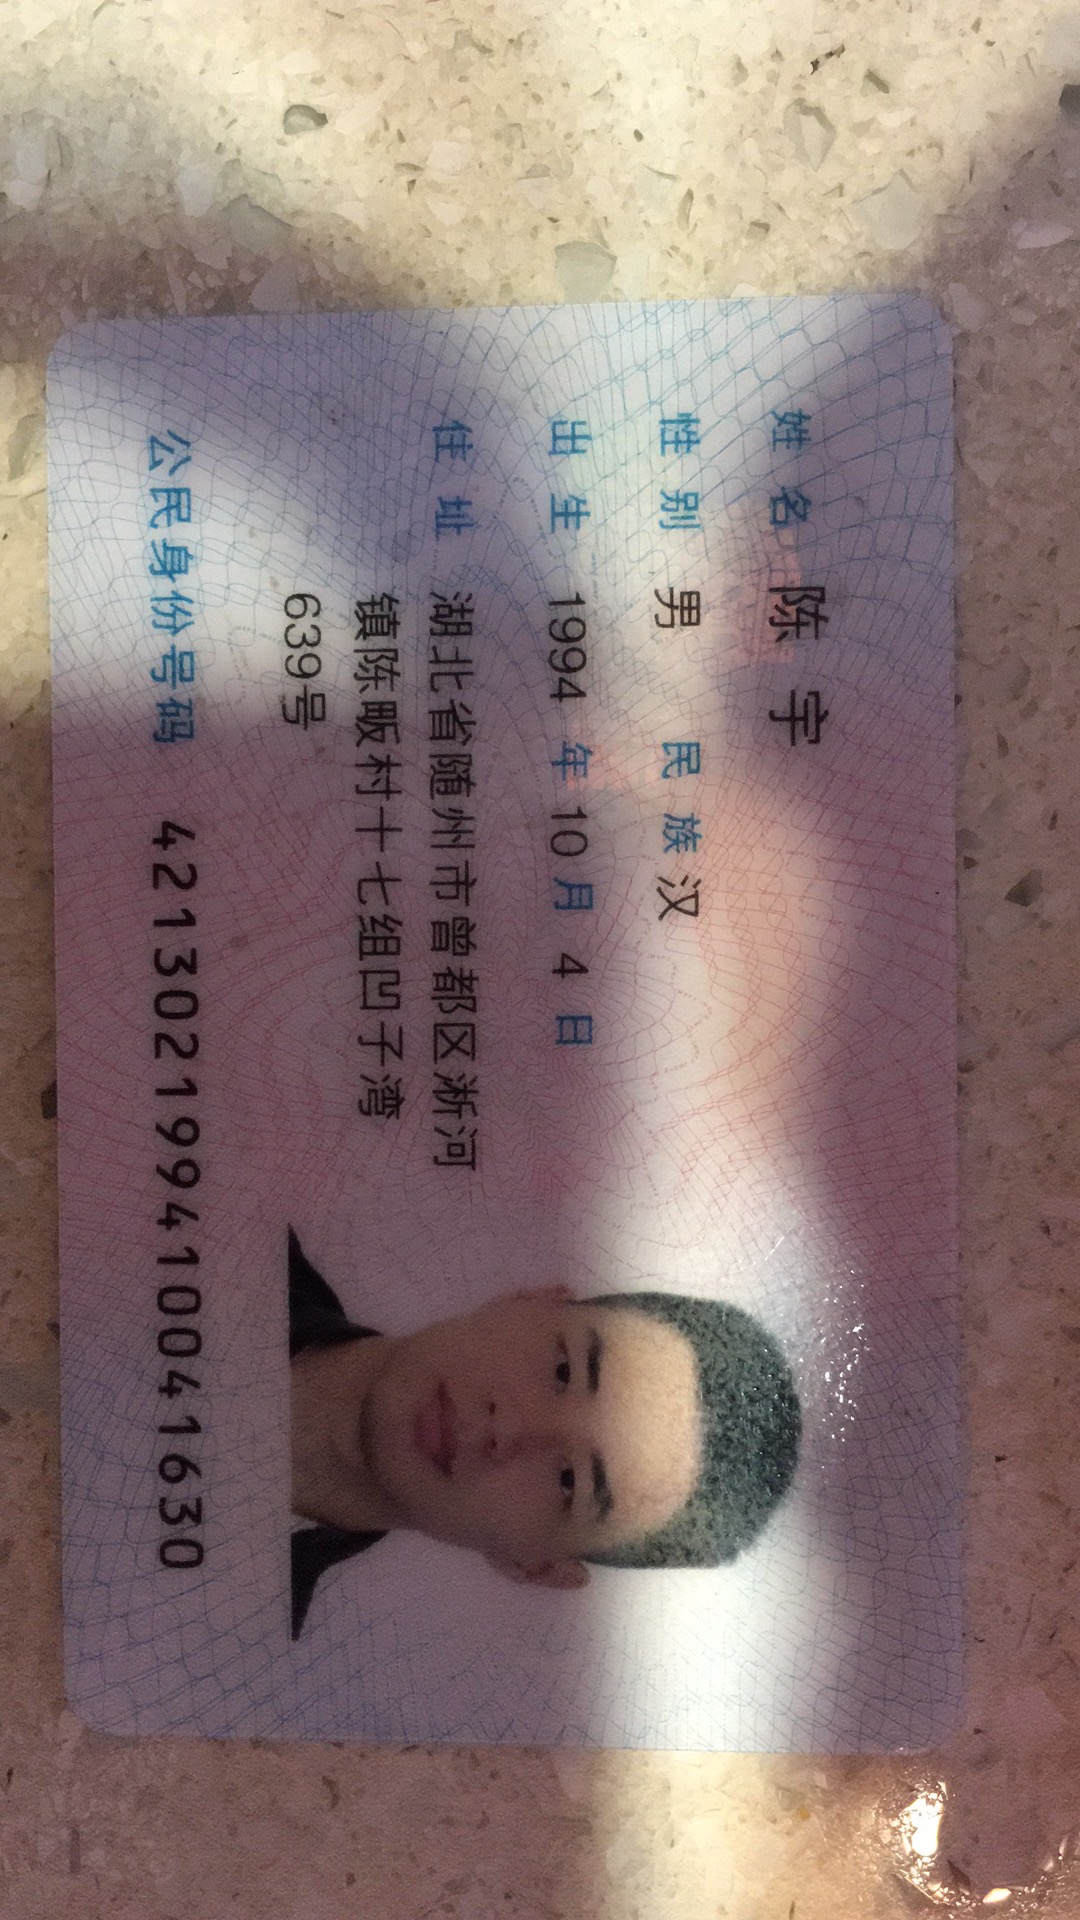 姓名 陈宇
性别 男 民族 汉
出生 1994 年 10 月 4 日
住址 湖北省随州市曾都区淅河
镇陈畈村十七组凹子湾
639号
公民身份号码 421302199410041630